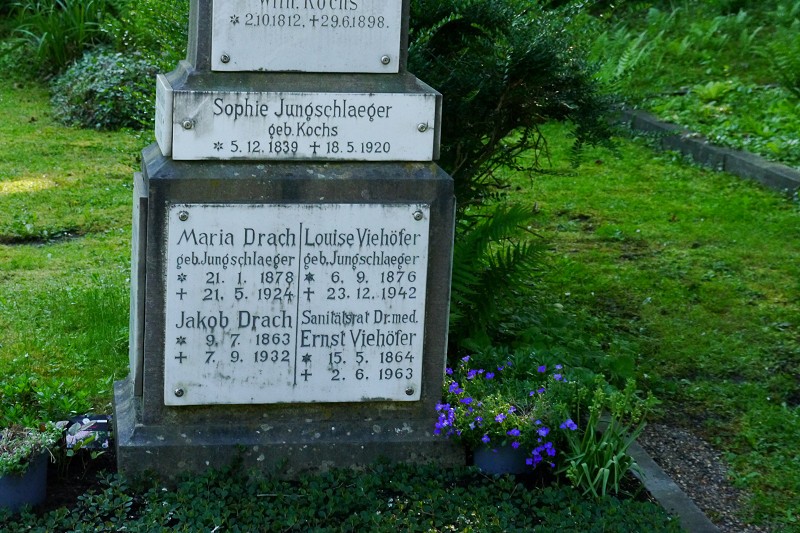 Wilh. Kochs
* 2.10.1812, + 29.6.1898.
Sophie Jungschlaeger
geb. Kochs
* 5. 12. 1839 + 18. 5. 1920
Maria Drach
geb. Jungschlaeger
* 21. 1. 1878
+ 21. 5. 1924
Jakob Drach
* 9. 7. 1863
+ 7. 9. 1932
Louise Viehöfer
geb. Jungschlaeger
* 6. 9. 1876
+ 23. 12. 1942
Sanitätsrat Dr. med.
Ernst Viehöfer
* 15. 5. 1864
+ 2. 6. 1963